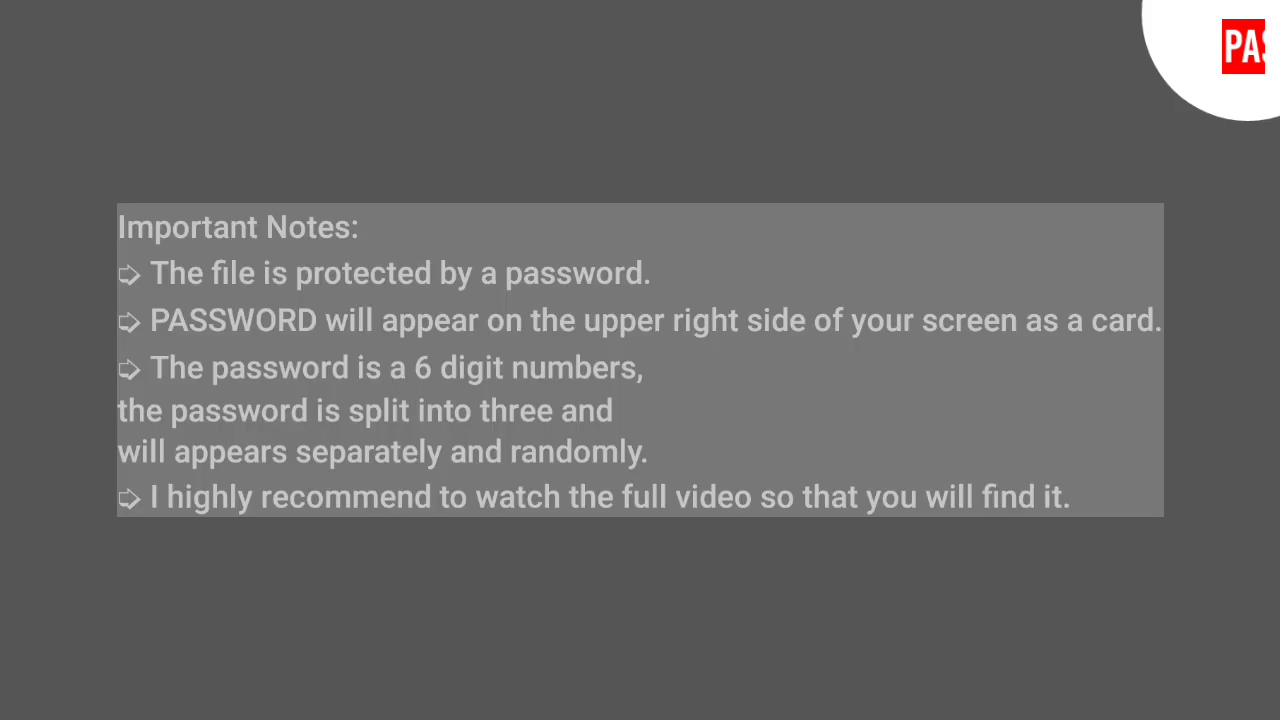 PAS
Important Notes:
➩ The file is protected by a password.
➩ PASSWORD will appear on the upper right side of your screen as a card.
➩ The password is a 6 digit numbers,
the password is split into three and
will appears separately and randomly.
➩ I highly recommend to watch the full video so that you will find it.